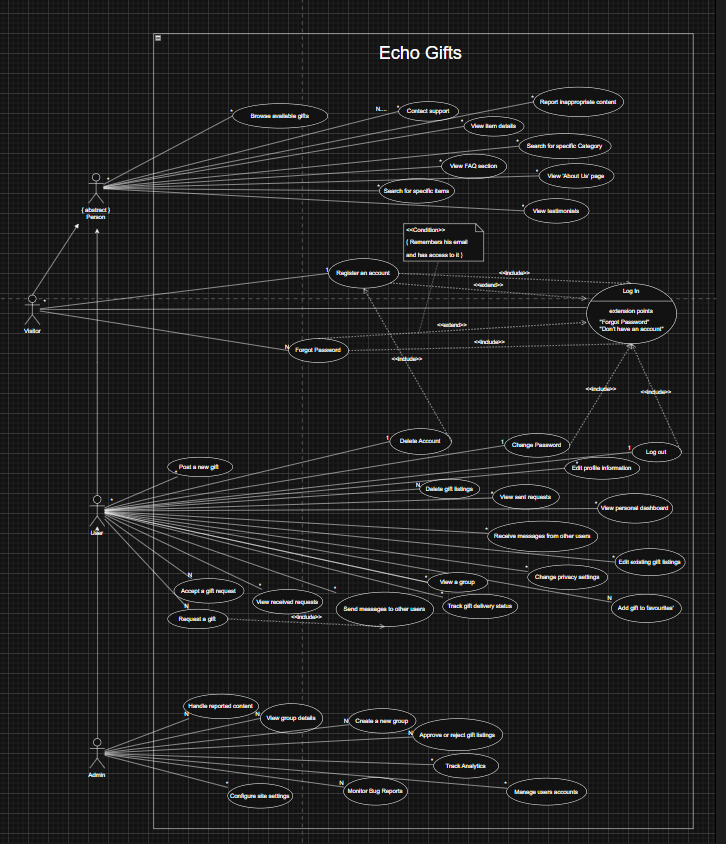 Echo Gifts
Browse available gifts
*
N....
*
Contact support
*
Report inappropriate content
*
View item details
*
Search for specific Category
*
View FAQ section
*
View 'About Us' page
*
Search for specific items
*
View testimonials
*
{ abstract }
Person
<<Condition>>
{ Remembers his email
and has access to it }
1
Register an account
<<include>>
<<extend>>
Log In
extension points
"Forgot Password"
"Don't have an account"
*
Visitor
N
Forgot Password
<<extend>>
<<include>>
<<include>>
<<include>>
<<include>>
1
Delete Account
1
Change Password
1
Log out
Post a new gift
*
*
Edit profile information
N
Delete gift listings
*
View sent requests
*
View personal dashboard
*
User
*
Receive messages from other users
*
Edit existing gift listings
*
Change privacy settings
*
View a group
N
Accept a gift request
*
View received requests
*
Send messages to other users
*
Track gift delivery status
N
Add gift to favourites'
N
Request a gift
<<include>>
Handle reported content
N
N
View group details
N
Create a new group
N
Approve or reject gift listings
Admin
*
Track Analytics
*
Configure site settings
N
Monitor Bug Reports
*
Manage users accounts